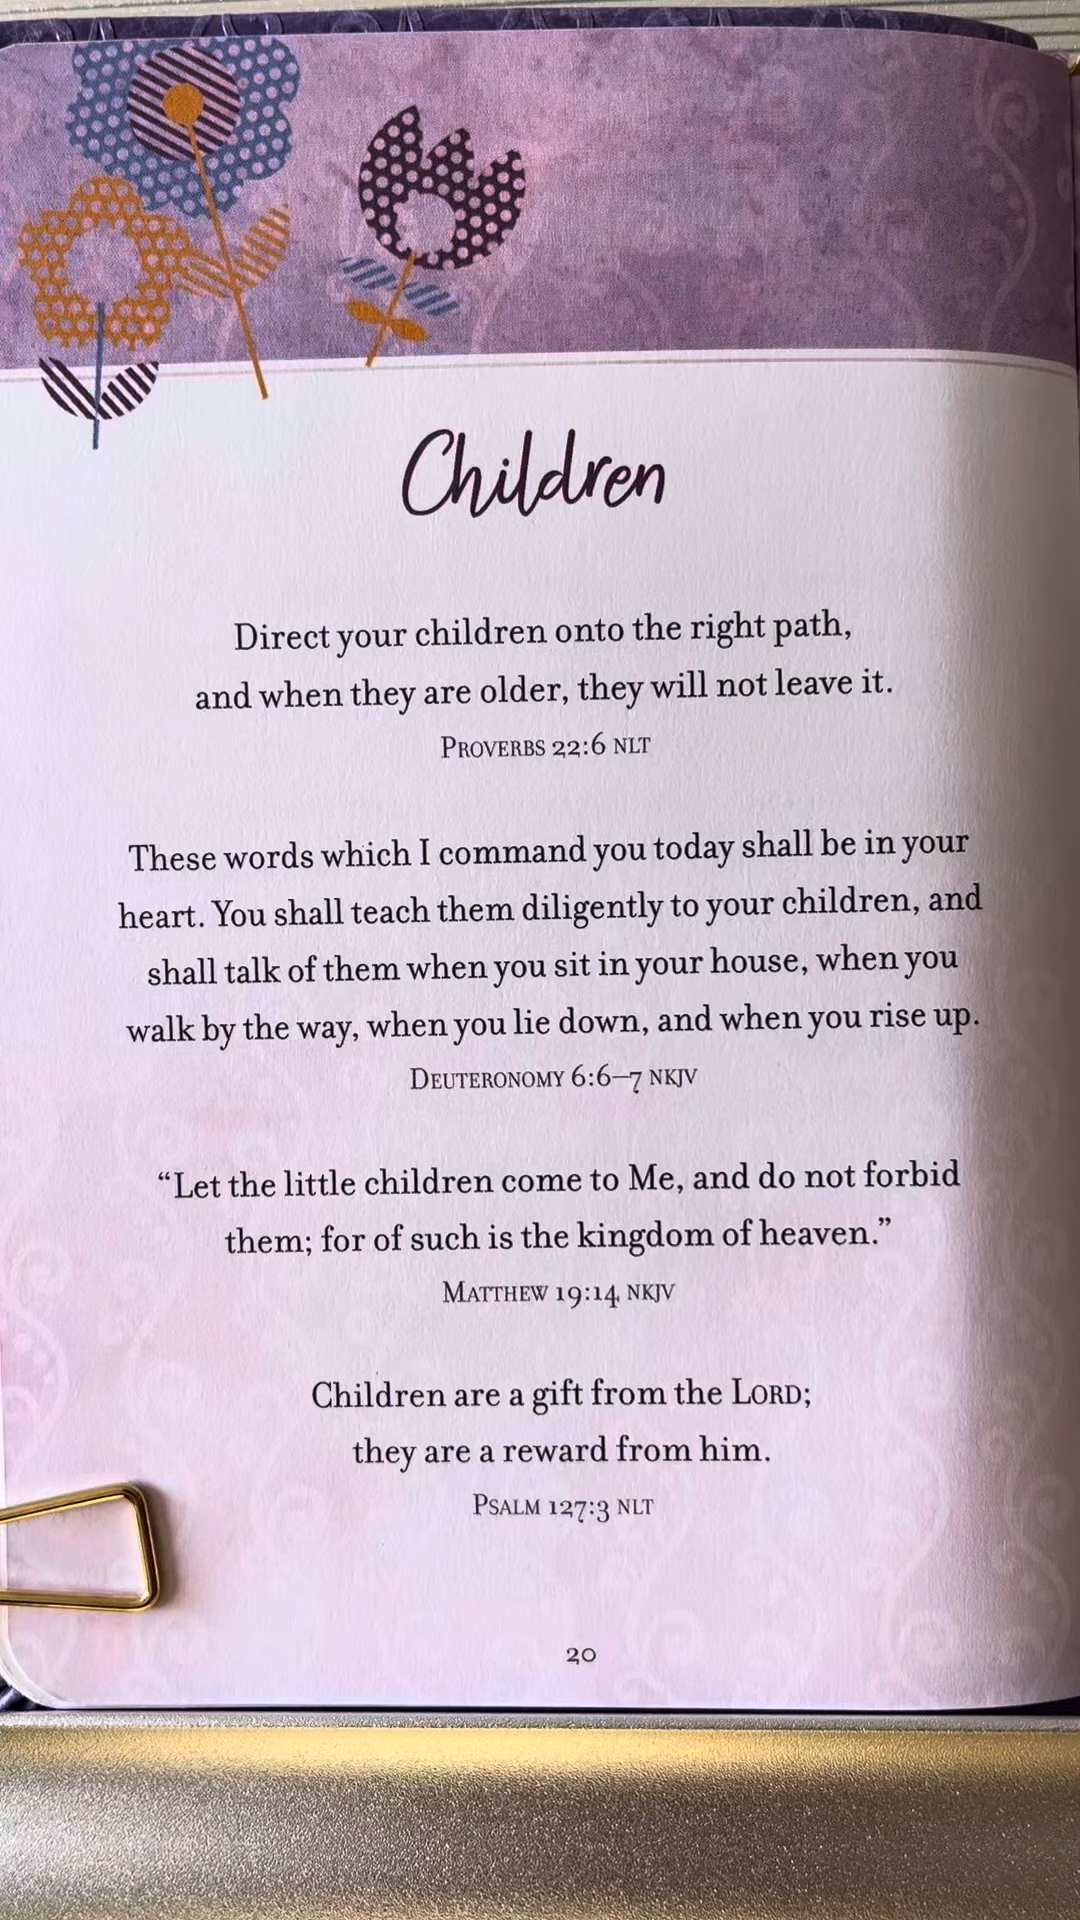 Children
Direct your children onto the right path,
and when they are older, they will not leave it.
PROVERBS 22:6 NLT
These words which I command you today shall be in your
heart. You shall teach them diligently to your children, and
shall talk of them when you sit in your house, when you
walk by the way, when you lie down, and when you rise up.
DEUTERONOMY 6:6–7 NKJV
“Let the little children come to Me, and do not forbid
them; for of such is the kingdom of heaven.”
MATTHEW 19:14 NKJV
Children are a gift from the LORD;
they are a reward from him.
PSALM 127:3 NLT
20